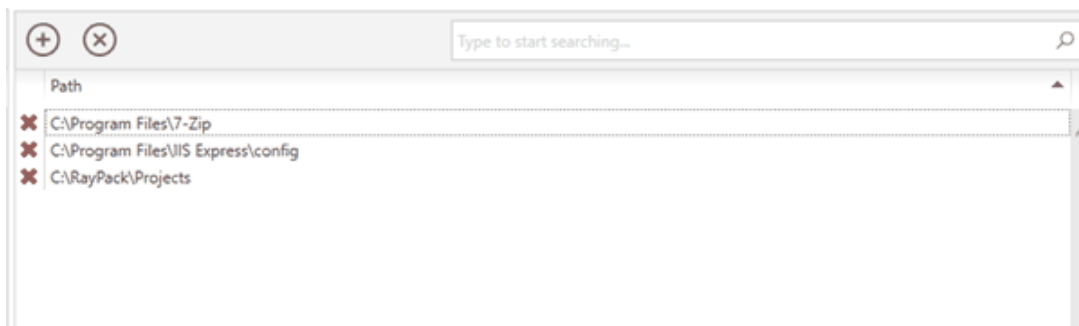 Type to start searching...
Path
C:\Program Files\7-Zip
C:\Program Files\IIS Express\config
C:\RayPack\Projects